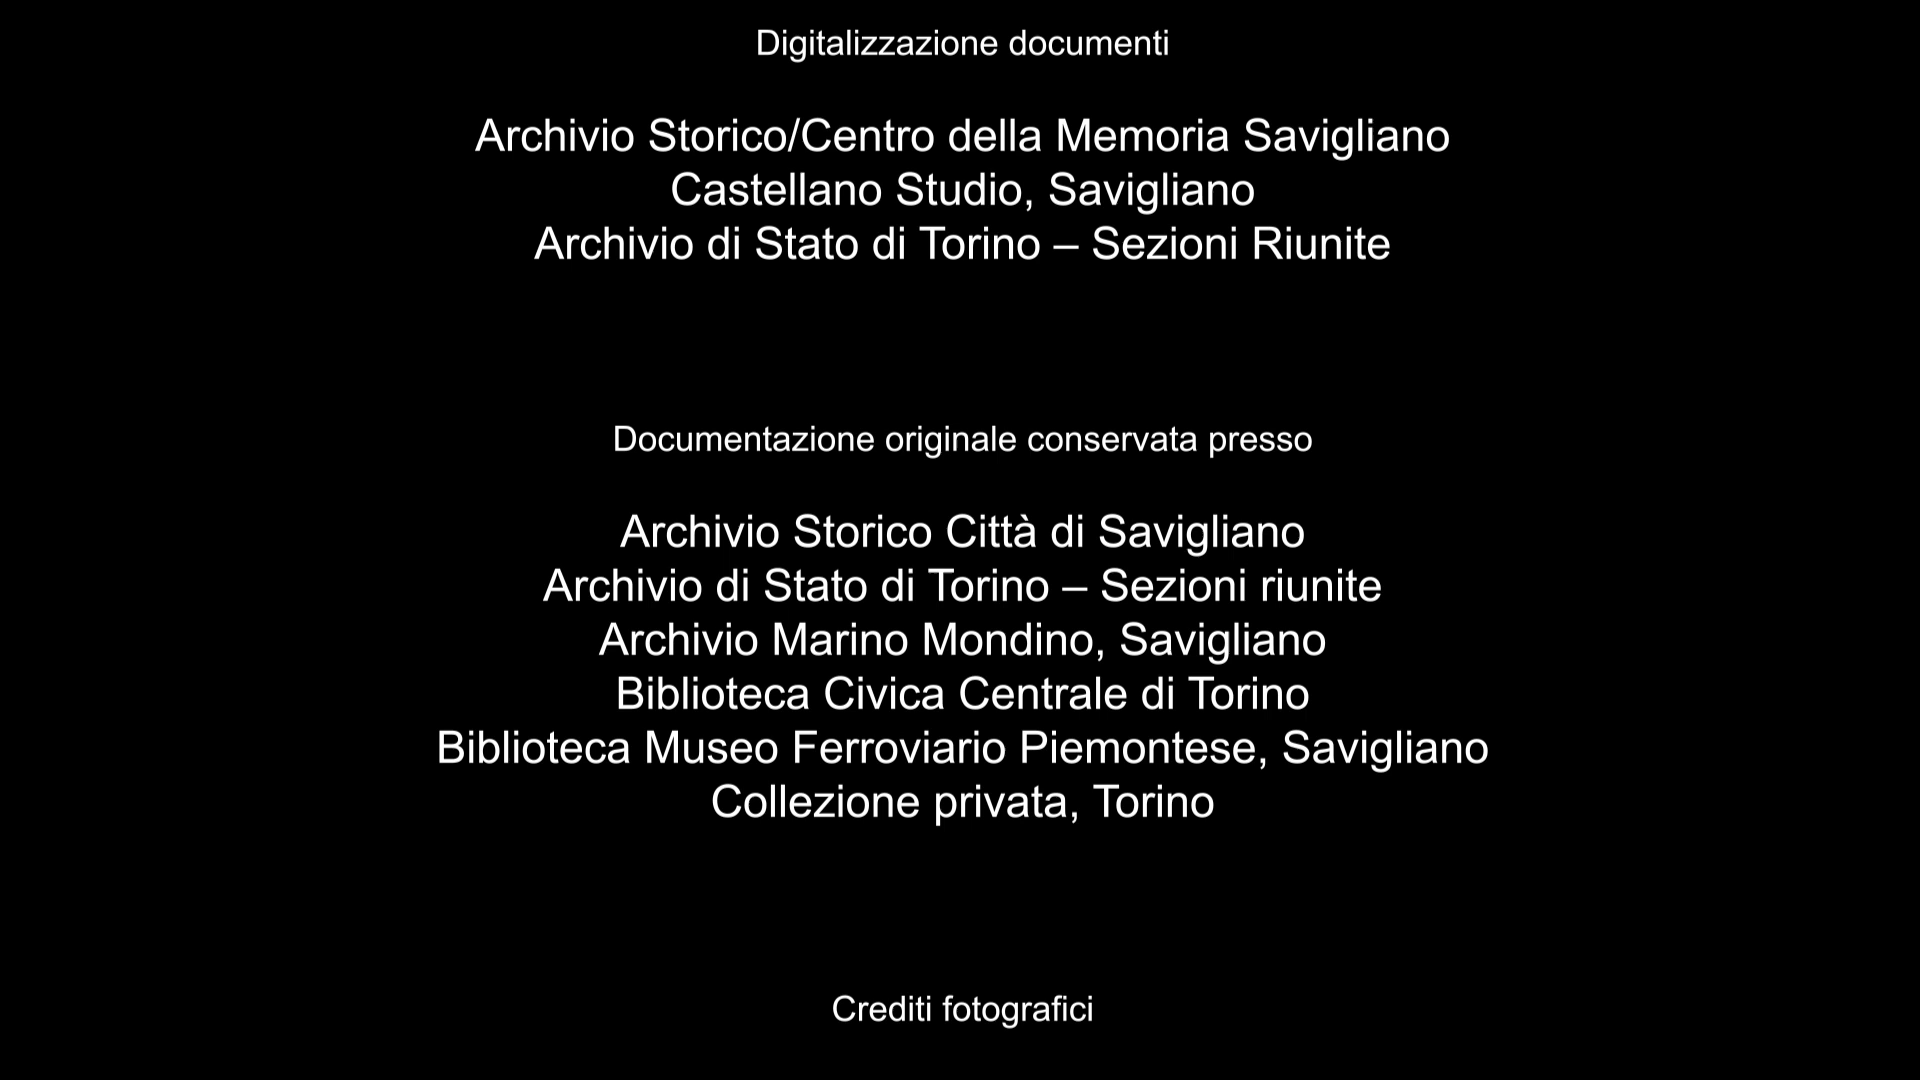 Digitalizzazione documenti
Archivio Storico/Centro della Memoria Savigliano
Castellano Studio, Savigliano
Archivio di Stato di Torino – Sezioni Riunite
Documentazione originale conservata presso
Archivio Storico Città di Savigliano
Archivio di Stato di Torino – Sezioni riunite
Archivio Marino Mondino, Savigliano
Biblioteca Civica Centrale di Torino
Biblioteca Museo Ferroviario Piemontese, Savigliano
Collezione privata, Torino
Crediti fotografici